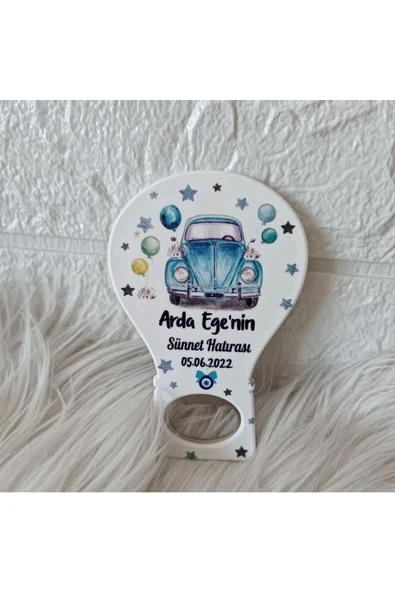 Arda Ege'nin
Sünnet Hatırası
05.06.2022